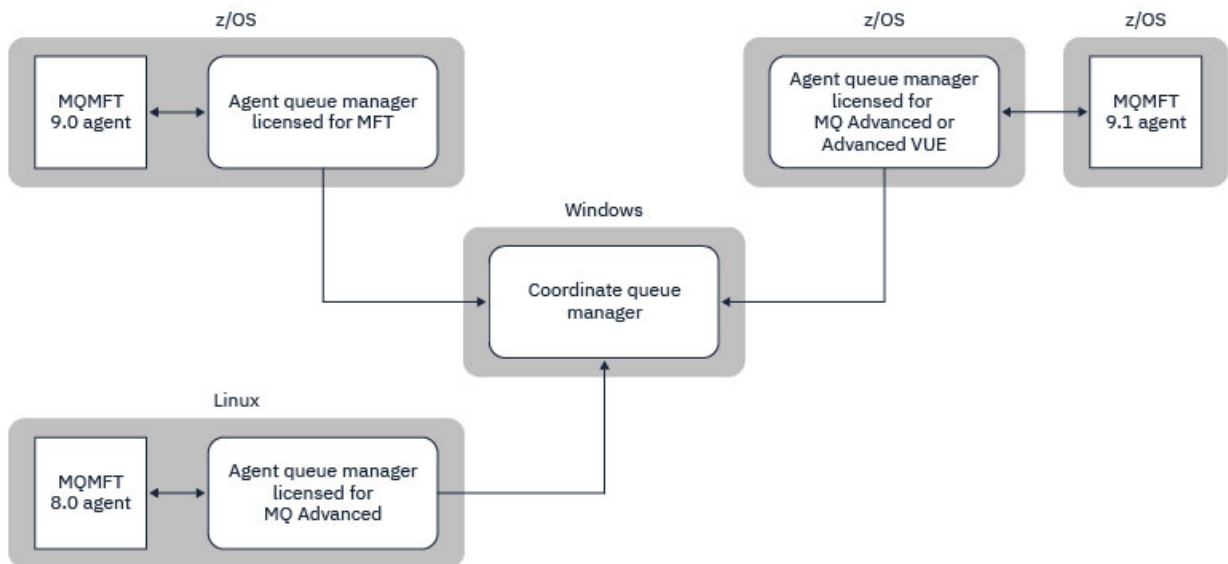 z/OS
z/OS
z/OS
MQMFT
9.0 agent
Agent queue manager
licensed for MFT
Agent queue manager
licensed for
MQ Advanced or
Advanced VUE
MQMFT
9.1 agent
Windows
Coordinate queue
manager
Linux
MQMFT
8.0 agent
Agent queue manager
licensed for
MQ Advanced